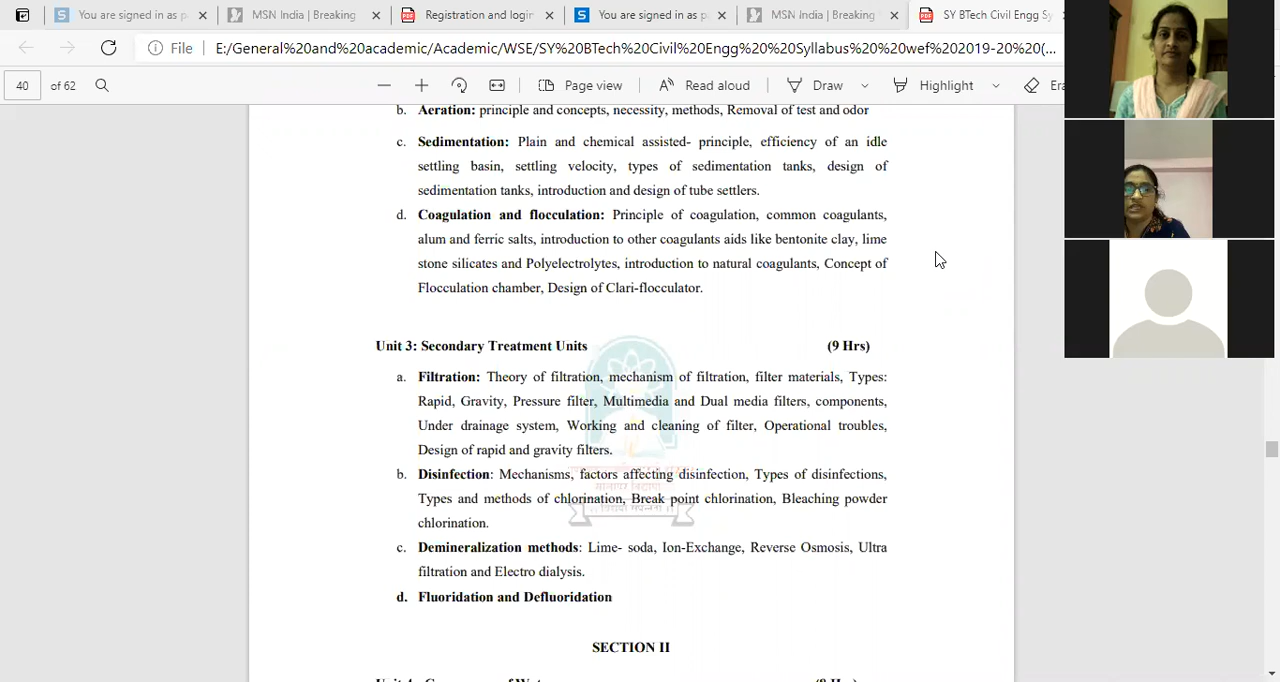 You are signed in as p
MSN India | Breaking
Registration and login
You are signed in as p
MSN India | Breaking
SY BTech Civil Engg Sy
File
E:/General%20and%20academic/Academic/WSE/SY%20BTech%20Civil%20Engg%20%20Syllabus%20%20wef%202019-20%20(...
40 of 62
Page view
Read aloud
Draw
Highlight
Era
b. Aeration: principle and concepts, necessity, methods, Removal of test and odor
c. Sedimentation: Plain and chemical assisted- principle, efficiency of an idle
settling basin, settling velocity, types of sedimentation tanks, design of
sedimentation tanks, introduction and design of tube settlers.
d. Coagulation and flocculation: Principle of coagulation, common coagulants,
alum and ferric salts, introduction to other coagulants aids like bentonite clay, lime
stone silicates and Polyelectrolytes, introduction to natural coagulants, Concept of
Flocculation chamber, Design of Clari-flocculator.
Unit 3: Secondary Treatment Units (9 Hrs)
a. Filtration: Theory of filtration, mechanism of filtration, filter materials, Types:
Rapid, Gravity, Pressure filter, Multimedia and Dual media filters, components,
Under drainage system, Working and cleaning of filter, Operational troubles,
Design of rapid and gravity filters.
b. Disinfection: Mechanisms, factors affecting disinfection, Types of disinfections,
Types and methods of chlorination, Break point chlorination, Bleaching powder
chlorination.
c. Demineralization methods: Lime- soda, Ion-Exchange, Reverse Osmosis, Ultra
filtration and Electro dialysis.
d. Fluoridation and Defluoridation
SECTION II